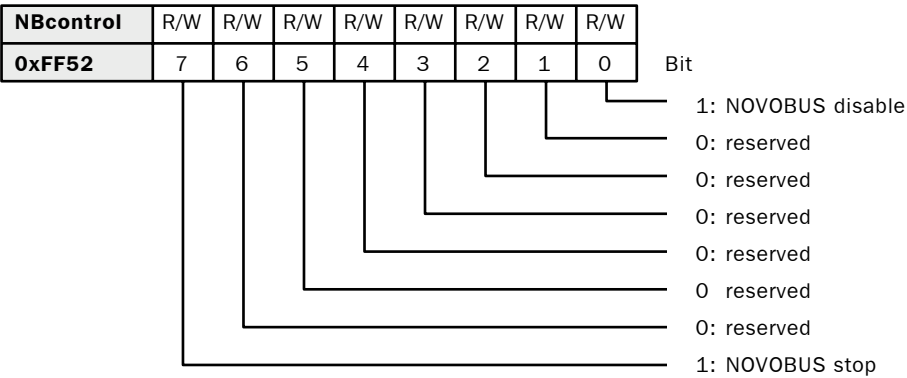 NBcontrol R/W R/W R/W R/W R/W R/W R/W R/W
0xFF52 7 6 5 4 3 2 1 0 Bit
1: NOVOBUS disable
0: reserved
0: reserved
0: reserved
0: reserved
0 reserved
0: reserved
1: NOVOBUS stop